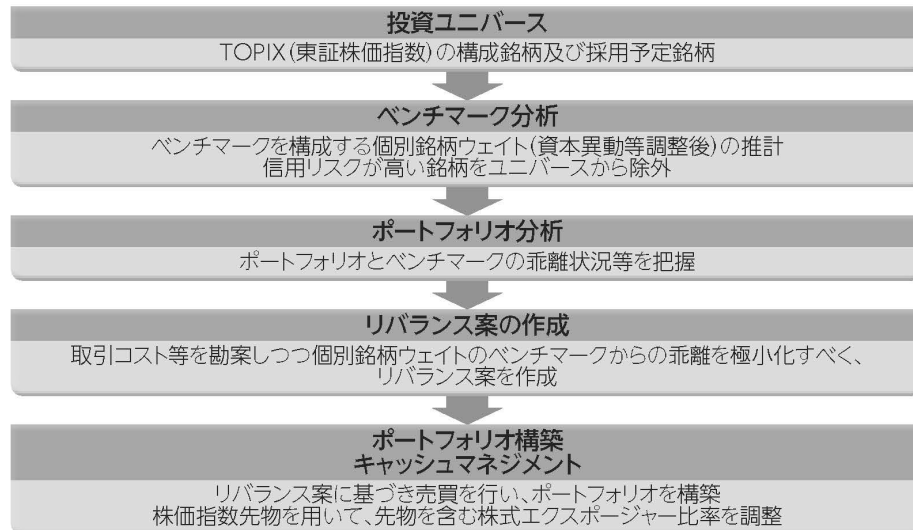 投資ユニバース
TOPIX(東証株価指数)の構成銘柄及び採用予定銘柄
ベンチマーク分析
ベンチマークを構成する個別銘柄ウェイト(資本異動等調整後)の推計
信用リスクが高い銘柄をユニバースから除外
ポートフォリオ分析
ポートフォリオとベンチマークの乖離状況等を把握
リバランス案の作成
取引コスト等を勘案しつつ個別銘柄ウェイトのベンチマークからの乖離を極小化すべく、
リバランス案を作成
ポートフォリオ構築
キャッシュマネジメント
リバランス案に基づき売買を行い、ポートフォリオを構築
株価指数先物を用いて、先物を含む株式エクスポージャー比率を調整